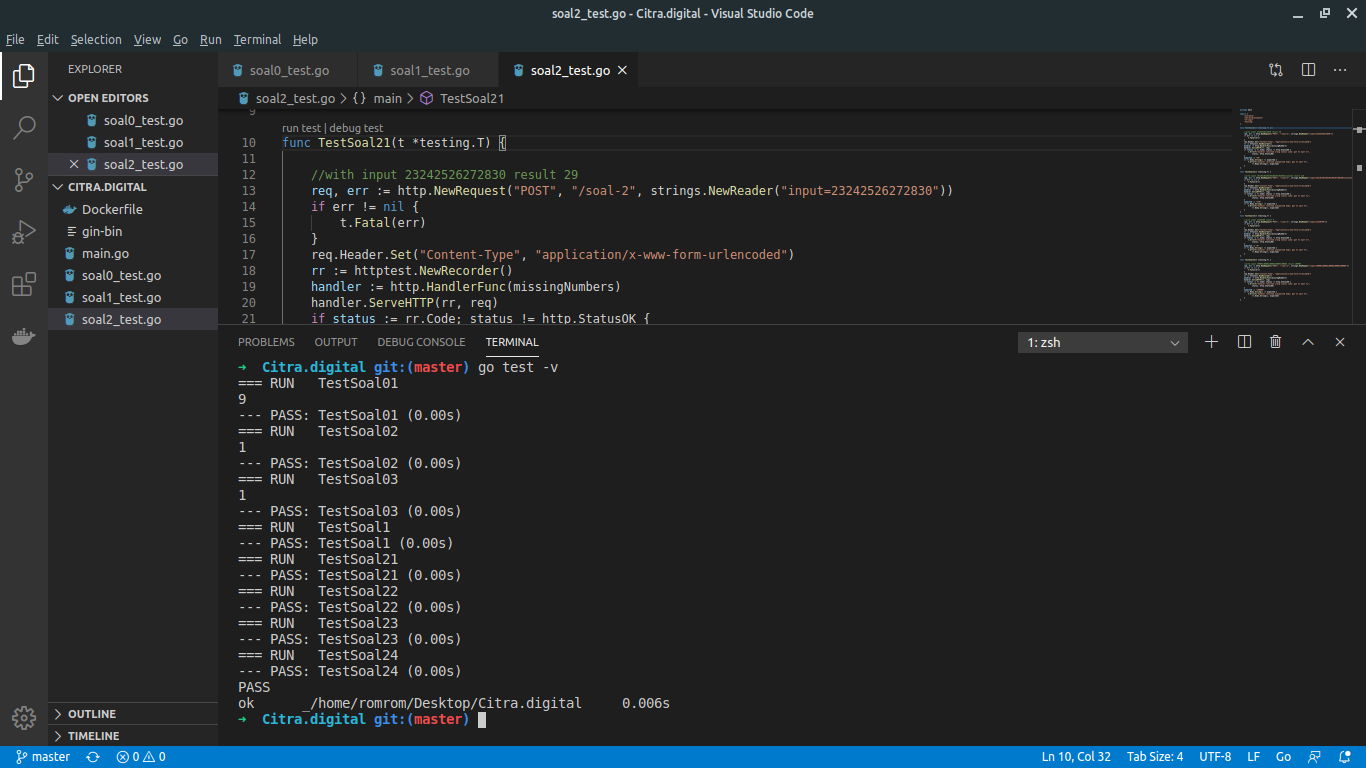 soal2_test.go - Citra.digital - Visual Studio Code
File Edit Selection View Go Run Terminal Help
EXPLORER
OPEN EDITORS
soal0_test.go
soal1_test.go
soal2_test.go
CITRA.DIGITAL
Dockerfile
gin-bin
main.go
soal0_test.go
soal1_test.go
soal2_test.go
OUTLINE
TIMELINE
soal0_test.go soal1_test.go soal2_test.go
soal2_test.go > {} main > TestSoal21
9
run test | debug test
10 func TestSoal21(t *testing.T) {
11
12 //with input 23242526272830 result 29
13 req, err := http.NewRequest("POST", "/soal-2", strings.NewReader("input=23242526272830"))
14 if err != nil {
15 t.Fatal(err)
16 }
17 req.Header.Set("Content-Type", "application/x-www-form-urlencoded")
18 rr := httptest.NewRecorder()
19 handler := http.HandlerFunc(missingNumbers)
20 handler.ServeHTTP(rr, req)
21 if status := rr.Code; status != http.StatusOK {
PROBLEMS OUTPUT DEBUG CONSOLE TERMINAL 1: zsh
→ Citra.digital git:(master) go test -v
=== RUN TestSoal01
9
--- PASS: TestSoal01 (0.00s)
=== RUN TestSoal02
1
--- PASS: TestSoal02 (0.00s)
=== RUN TestSoal03
1
--- PASS: TestSoal03 (0.00s)
=== RUN TestSoal1
--- PASS: TestSoal1 (0.00s)
=== RUN TestSoal21
--- PASS: TestSoal21 (0.00s)
=== RUN TestSoal22
--- PASS: TestSoal22 (0.00s)
=== RUN TestSoal23
--- PASS: TestSoal23 (0.00s)
=== RUN TestSoal24
--- PASS: TestSoal24 (0.00s)
PASS
ok _/home/romrom/Desktop/Citra.digital 0.006s
→ Citra.digital git:(master)
master 0 0 Ln 10, Col 32 Tab Size: 4 UTF-8 LF Go